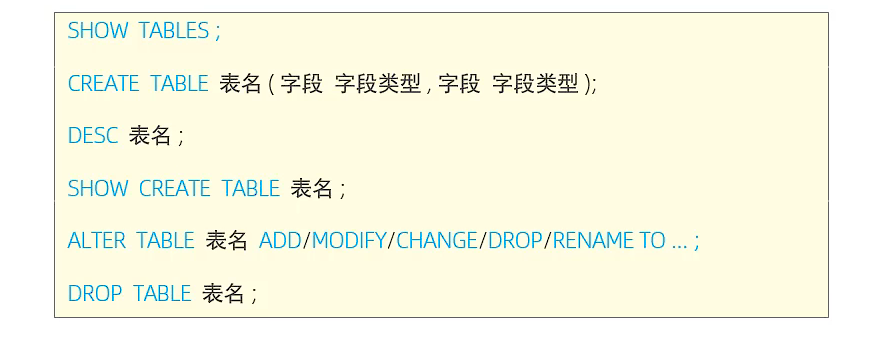 SHOW TABLES ;
CREATE TABLE 表名 ( 字段 字段类型 , 字段 字段类型 );
DESC 表名 ;
SHOW CREATE TABLE 表名 ;
ALTER TABLE 表名 ADD/MODIFY/CHANGE/DROP/RENAME TO ... ;
DROP TABLE 表名 ;